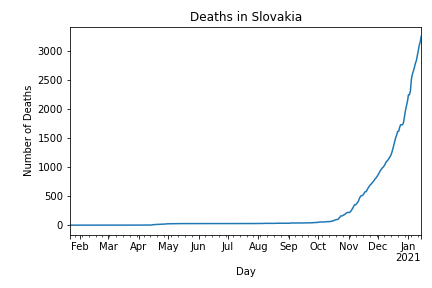 Deaths in Slovakia
Number of Deaths
3000
2500
2000
1500
1000
500
0
Feb Mar Apr May Jun Jul Aug Sep Oct Nov Dec Jan
2021
Day